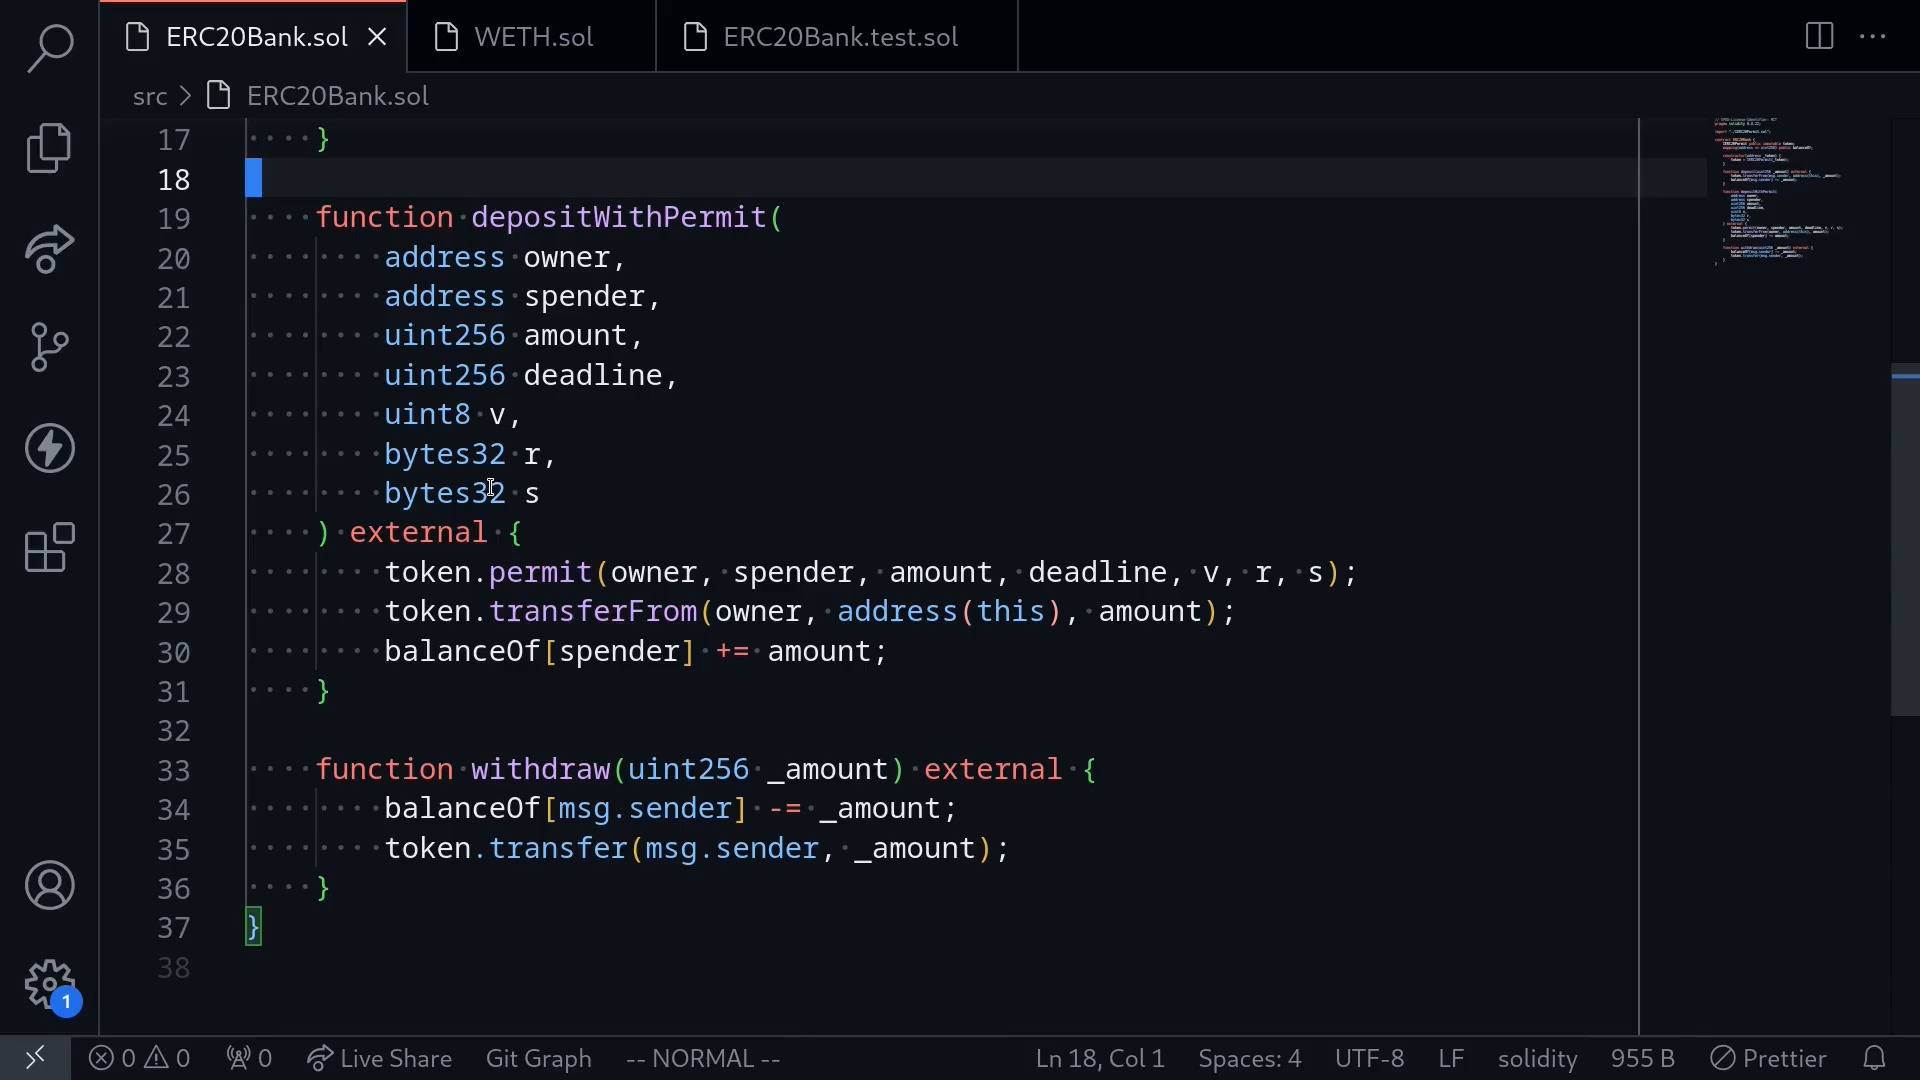 ERC20Bank.sol
WETH.sol
ERC20Bank.test.sol
src > ERC20Bank.sol
17 }
18
19 function depositWithPermit(
20 address owner,
21 address spender,
22 uint256 amount,
23 uint256 deadline,
24 uint8 v,
25 bytes32 r,
26 bytes32 s
27 ) external {
28 token.permit(owner, spender, amount, deadline, v, r, s);
29 token.transferFrom(owner, address(this), amount);
30 balanceOf[spender] += amount;
31 }
32
33 function withdraw(uint256 _amount) external {
34 balanceOf[msg.sender] -= _amount;
35 token.transfer(msg.sender, _amount);
36 }
37 }
38
1
0 0 0 Live Share Git Graph -- NORMAL -- Ln 18, Col 1 Spaces: 4 UTF-8 LF solidity 955 B Prettier